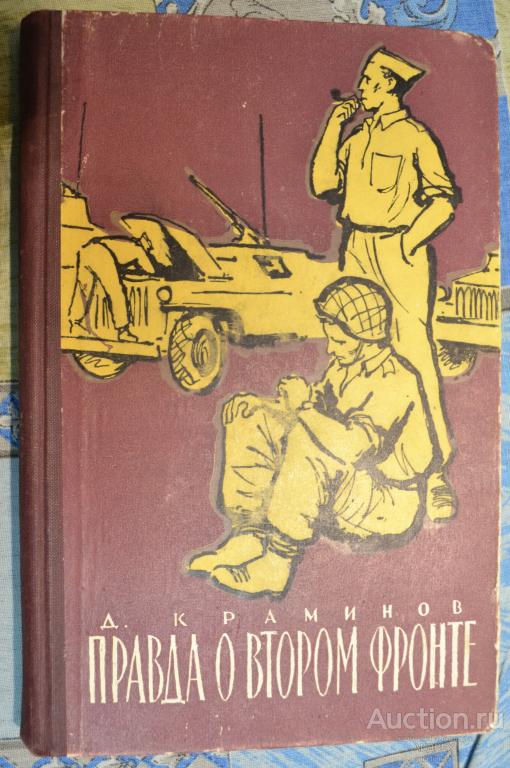 Д. КРАМИНОВ
ПРАВДА О ВТОРОМ ФРОНТЕ
Auction.ru